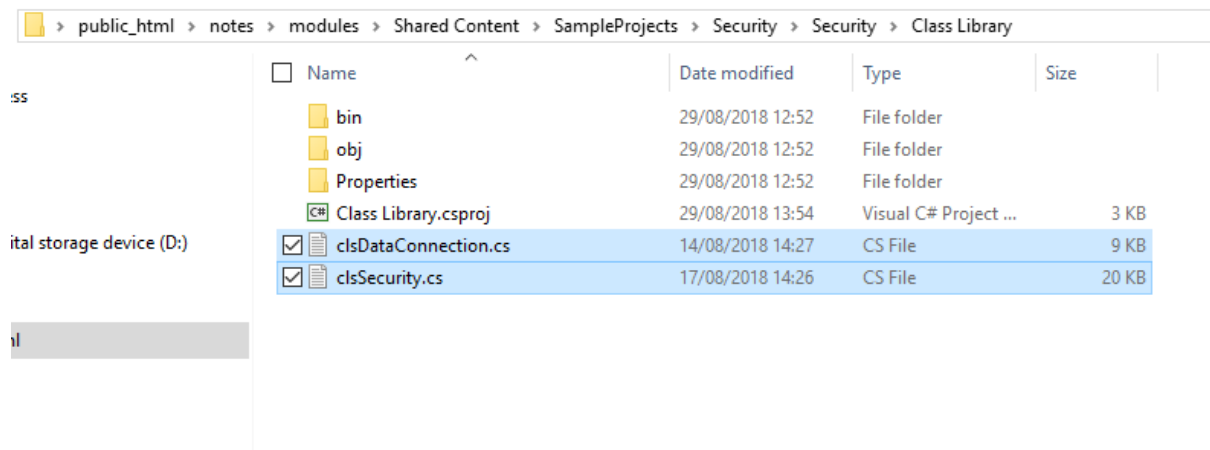 public_html > notes > modules > Shared Content > SampleProjects > Security > Security > Class Library
Name Date modified Type Size
ss
bin 29/08/2018 12:52 File folder
obj 29/08/2018 12:52 File folder
Properties 29/08/2018 12:52 File folder
C# Class Library.csproj 29/08/2018 13:54 Visual C# Project ... 3 KB
ital storage device (D:) clsDataConnection.cs 14/08/2018 14:27 CS File 9 KB
clsSecurity.cs 17/08/2018 14:26 CS File 20 KB